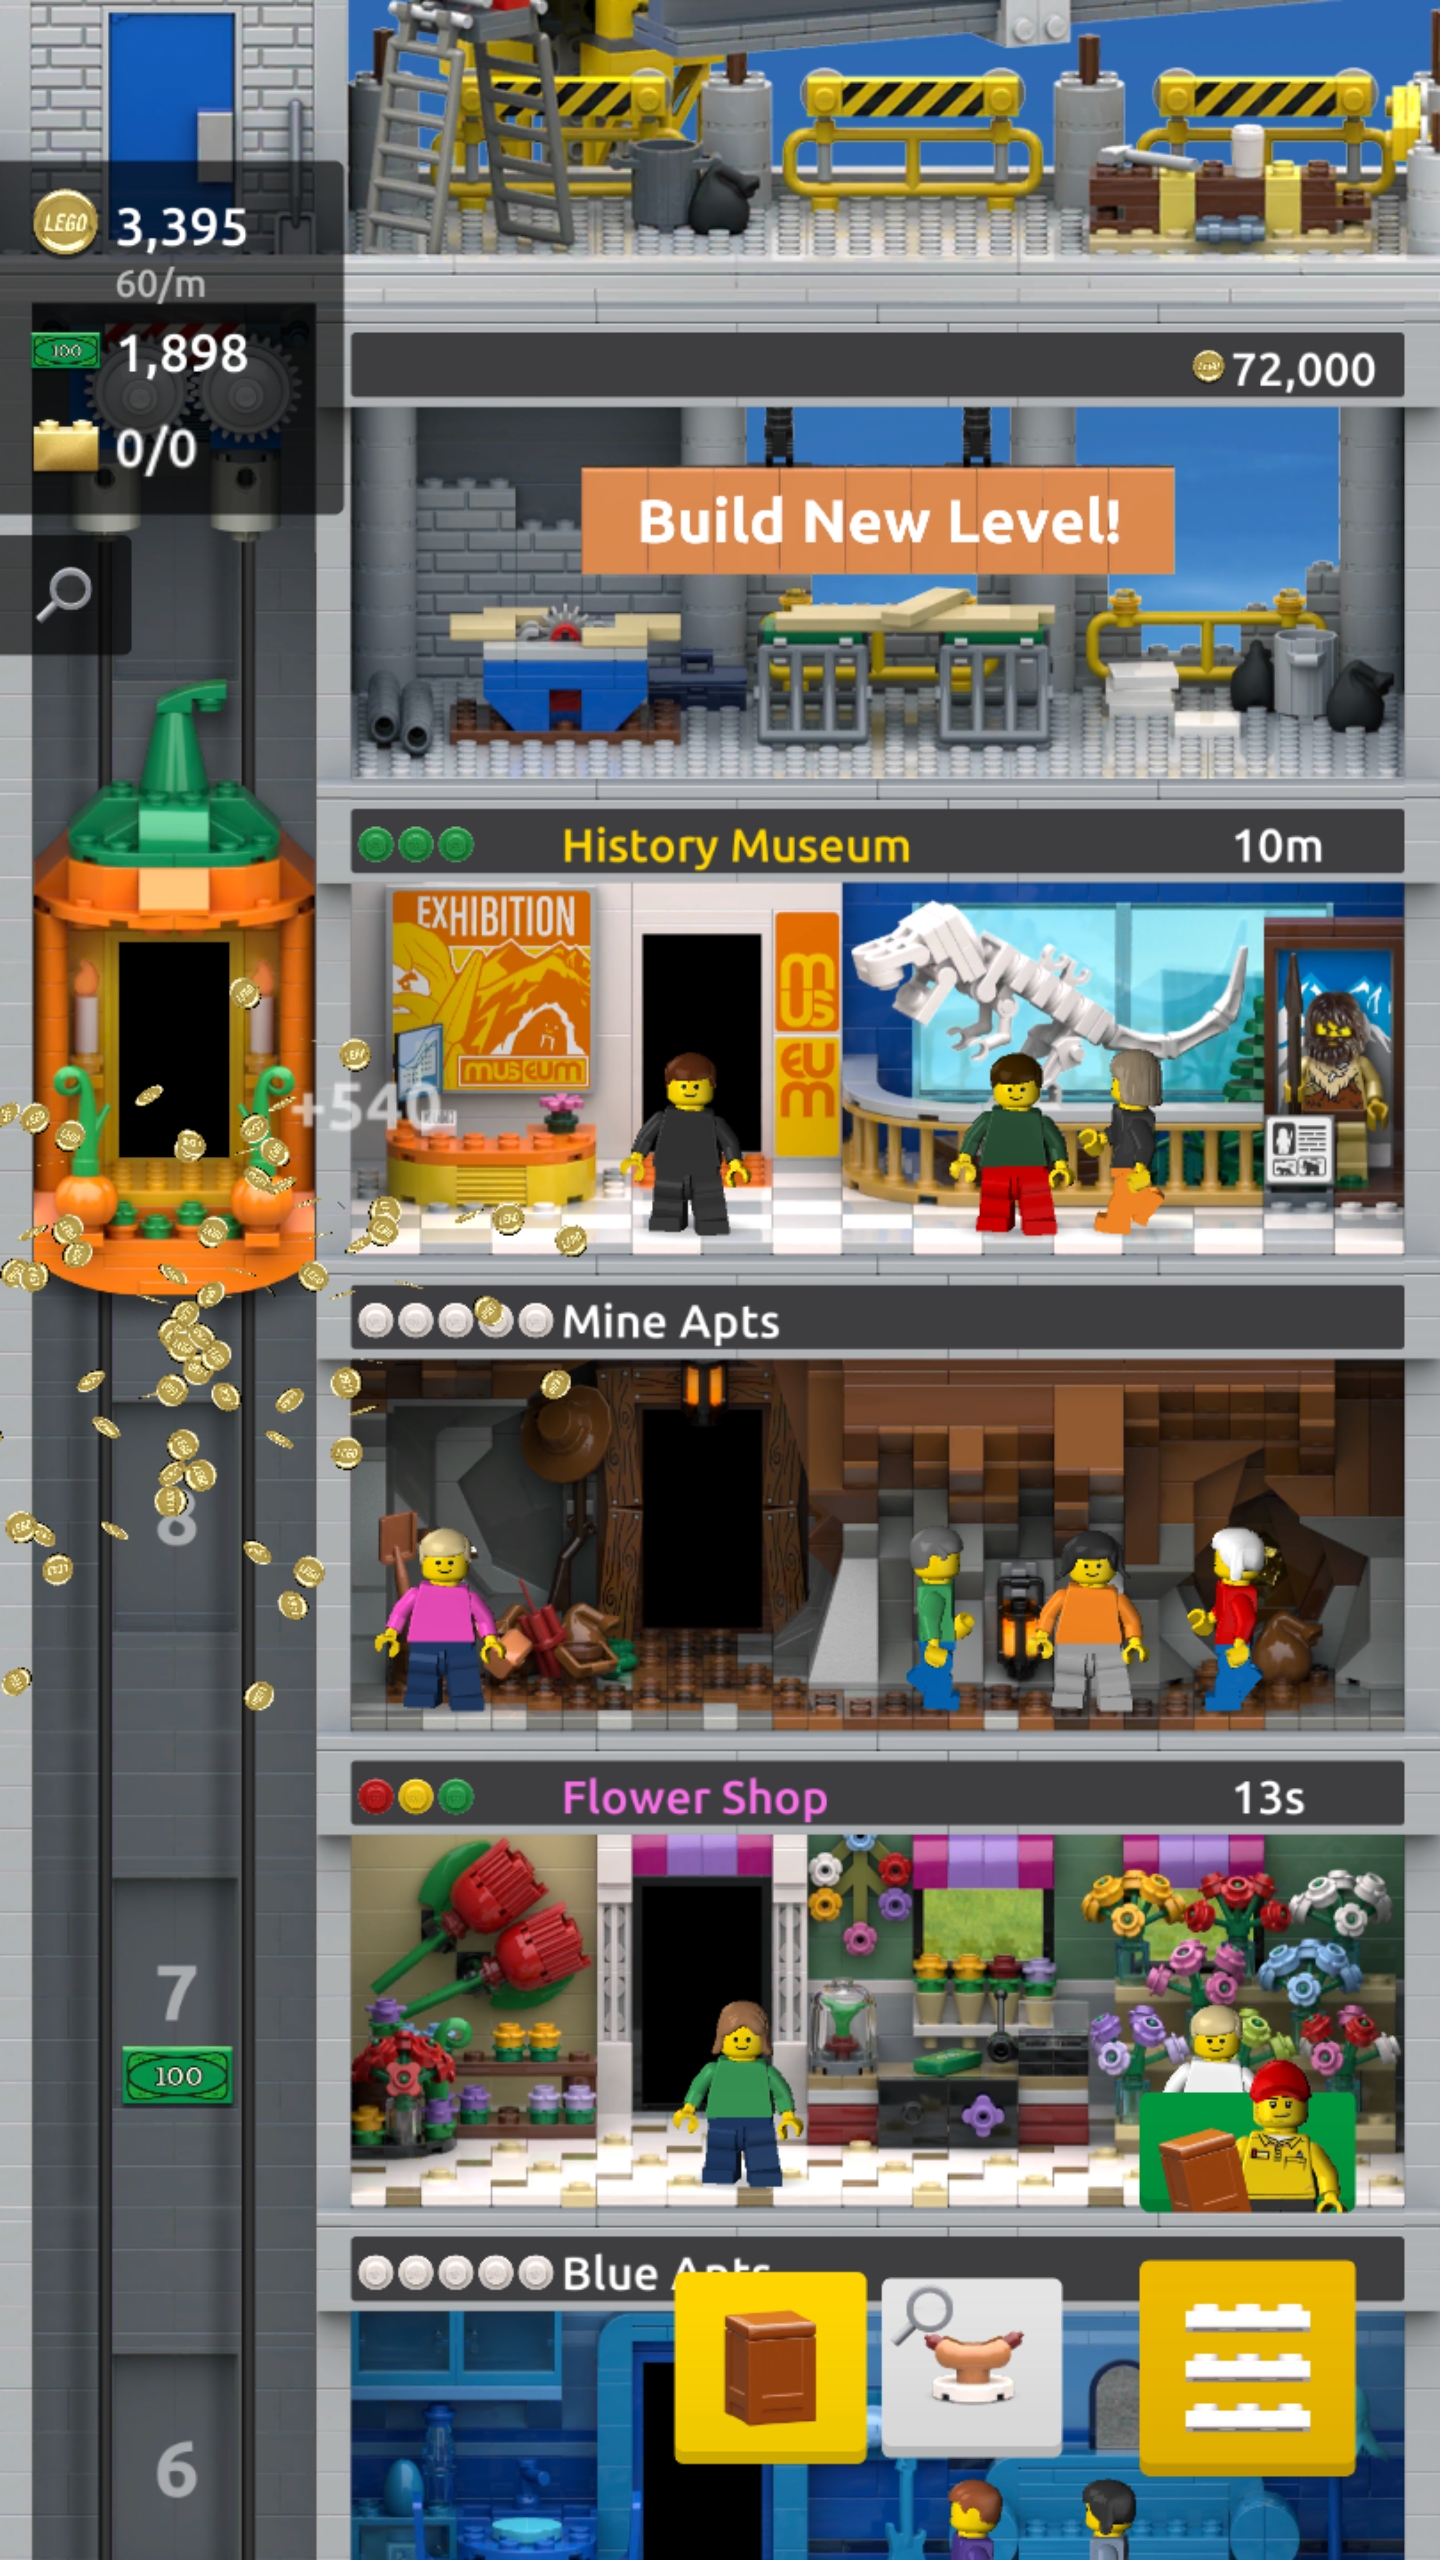 LEGO 3,395
60/m
100 1,898
0/0
72,000
Build New Level!
History Museum 10m
EXHIBITION
museum
mus
eum
+540
Mine Apts
8
Flower Shop 13s
7
100
Blue Apts
6